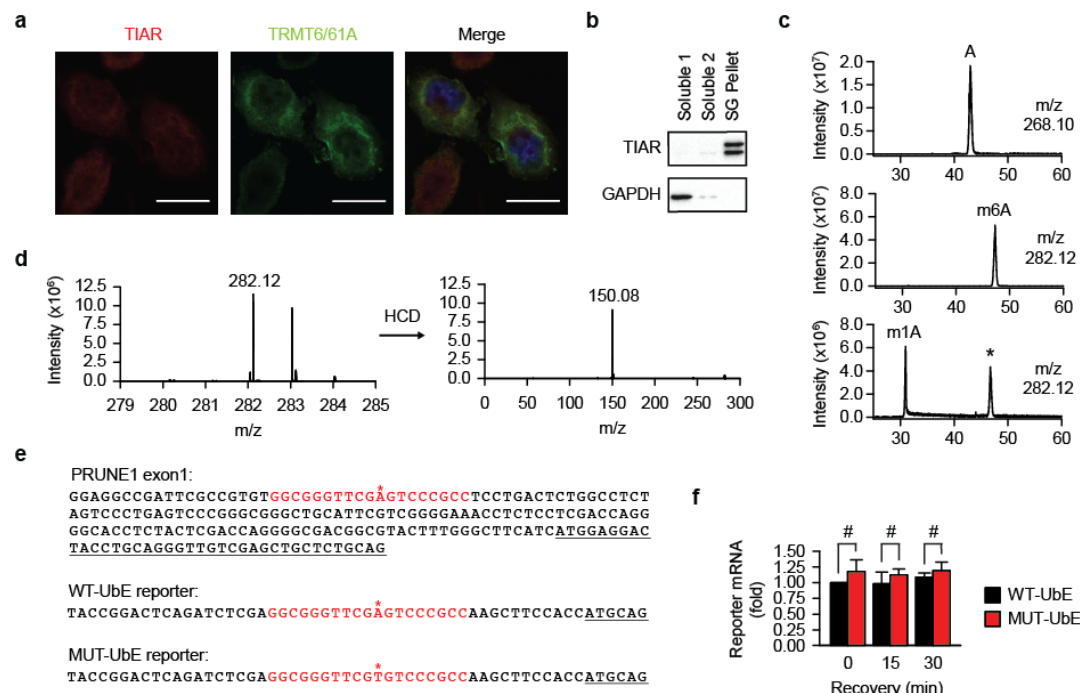 a
TIAR
TRMT6/61A
Merge
b
Soluble 1
Soluble 2
SG Pellet
TIAR
GAPDH
c
A
Intensity (x10⁷)
2.0
1.5
1.0
0.5
0.0
m/z
268.10
30 40 50 60
m6A
Intensity (x10⁷)
8.0
6.0
4.0
2.0
0.0
m/z
282.12
30 40 50 60
m1A
*
Intensity (x10⁶)
8.0
6.0
4.0
2.0
0.0
m/z
282.12
30 40 50 60
d
Intensity (x10⁶)
12.5
10.0
7.5
5.0
2.5
0.0
282.12
279 280 281 282 283 284 285
m/z
HCD
12.5
10.0
7.5
5.0
2.5
0.0
150.08
0 50 100 150 200 250 300
m/z
e
PRUNE1 exon1:
*
GGAGGCCGATTCGCCGTGTGGCGGGTTCGAGTCCCGCCTCCTGACTCTGGCCTCT
AGTCCCTGAGTCCCGGGCGGGCTGCATTCGTCGGGGAAACCTCTCCTCGACCAGG
GGCACCTCTACTCGACCAGGGGCGACGGCGTACTTTGGGCTTCATCATGGAGGAC
TACCTGCAGGGTTGTCGAGCTGCTCTGCAG
WT-UbE reporter:
*
TACCGGACTCAGATCTCGAGGCGGGTTCGAGTCCCGCCAAGCTTCCACCATGCAG
MUT-UbE reporter:
*
TACCGGACTCAGATCTCGAGGCGGGTTCGTGTCCCGCCAAGCTTCCACCATGCAG
f
Reporter mRNA
(fold)
1.50
1.25
1.00
0.75
0.50
0.25
0.00
# # #
0 15 30
Recovery (min)
WT-UbE
MUT-UbE